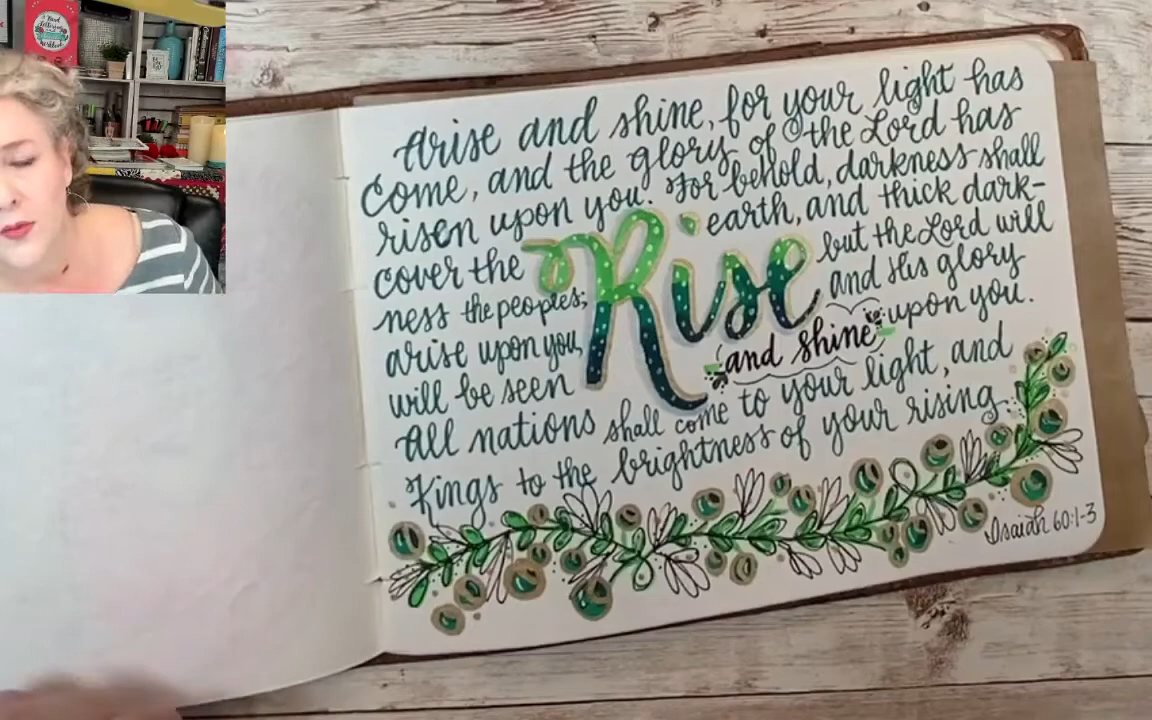 Arise and shine, for your light has
come, and the glory of the Lord has
risen upon you. For behold, darkness shall
cover the earth, and thick dark-
ness the peoples; but the Lord will
arise upon you, and His glory
will be seen upon you.
Rise
and shine
All nations shall come to your light, and
Kings to the brightness of your rising.
Isaiah 60:1-3